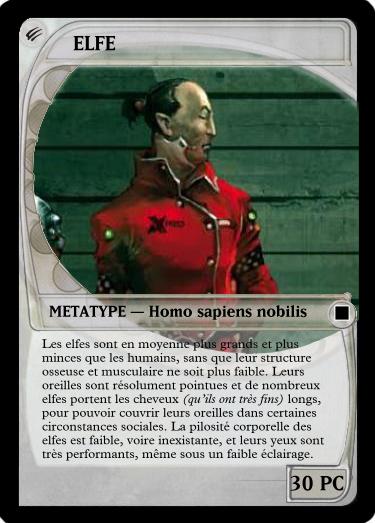 ELFE
XPRO
METATYPE — Homo sapiens nobilis
Les elfes sont en moyenne plus grands et plus
minces que les humains, sans que leur structure
osseuse et musculaire ne soit plus faible. Leurs
oreilles sont résolument pointues et de nombreux
elfes portent les cheveux (qu'ils ont très fins) longs,
pour pouvoir couvrir leurs oreilles dans certaines
circonstances sociales. La pilosité corporelle des
elfes est faible, voire inexistante, et leurs yeux sont
très performants, même sous un faible éclairage.
30 PC